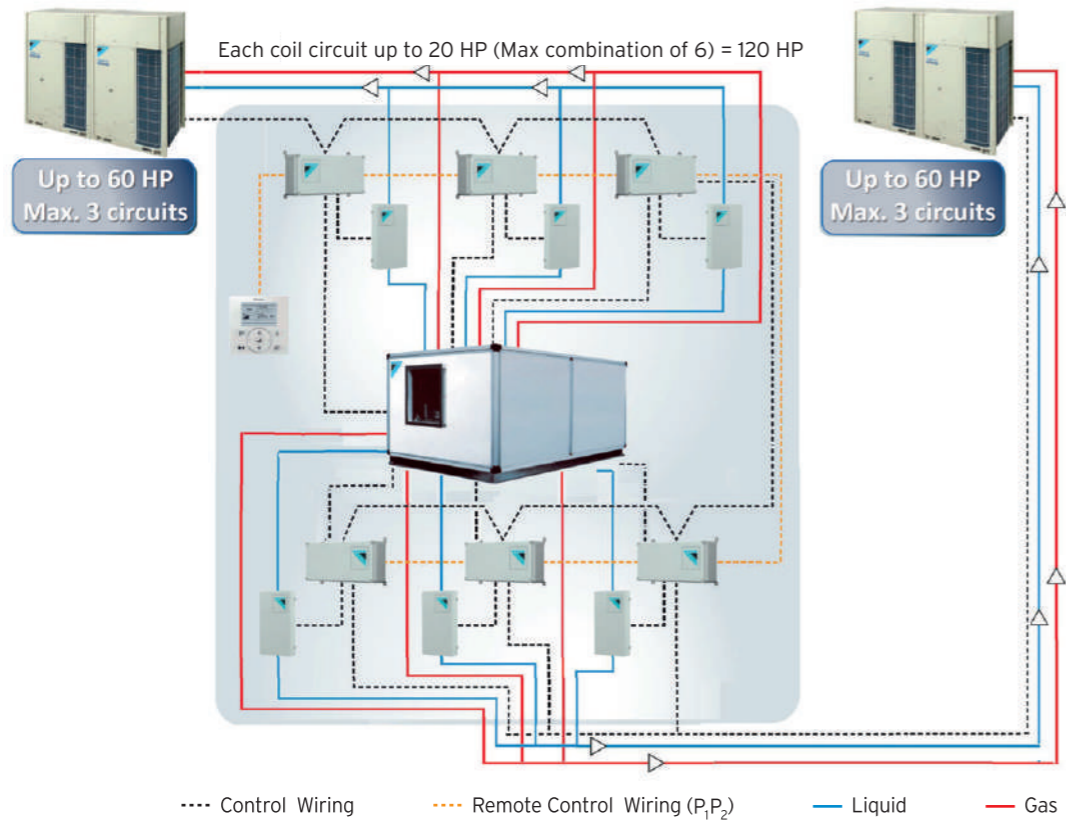 Each coil circuit up to 20 HP (Max combination of 6) = 120 HP
Up to 60 HP
Max. 3 circuits
Up to 60 HP
Max. 3 circuits
Control Wiring
Remote Control Wiring (P₁P₂)
Liquid
Gas